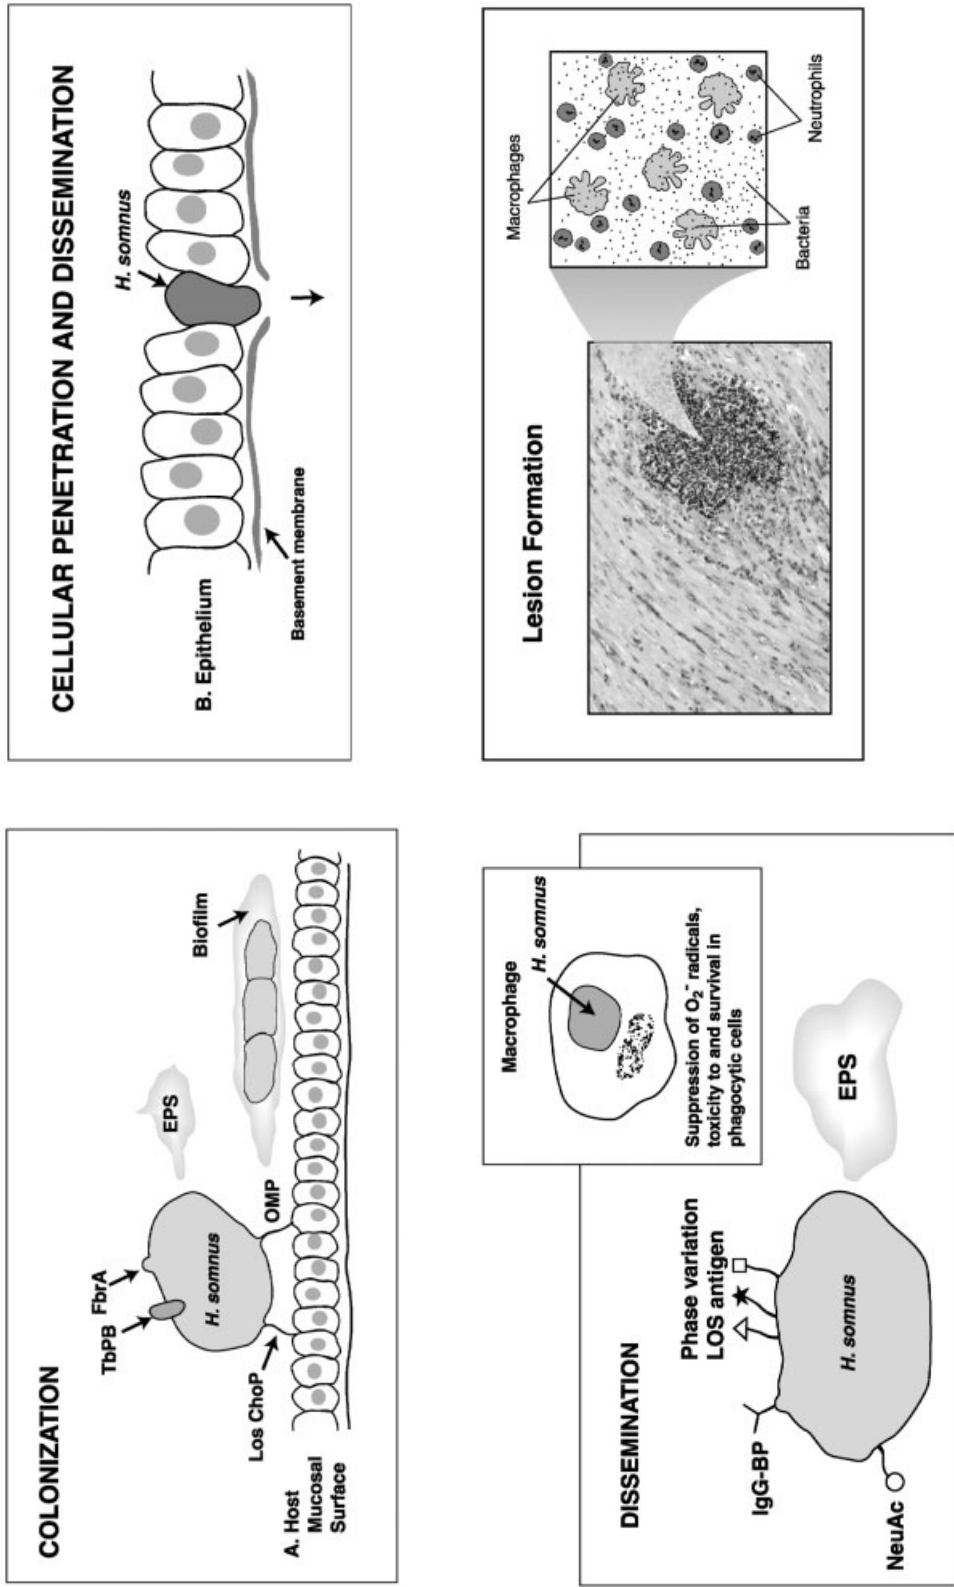 COLONIZATION
TbPB
FbrA
EPS
Biofilm
H. somnus
Los ChoP
OMP
A. Host
Mucosal
Surface
CELLULAR PENETRATION AND DISSEMINATION
H. somnus
B. Epithelium
Basement membrane
DISSEMINATION
Phase variation
LOS antigen
IgG-BP
NeuAc
H. somnus
EPS
Macrophage
H. somnus
Suppression of O₂⁻ radicals,
toxicity to and survival in
phagocytic cells
Lesion Formation
Macrophages
Bacteria
Neutrophils